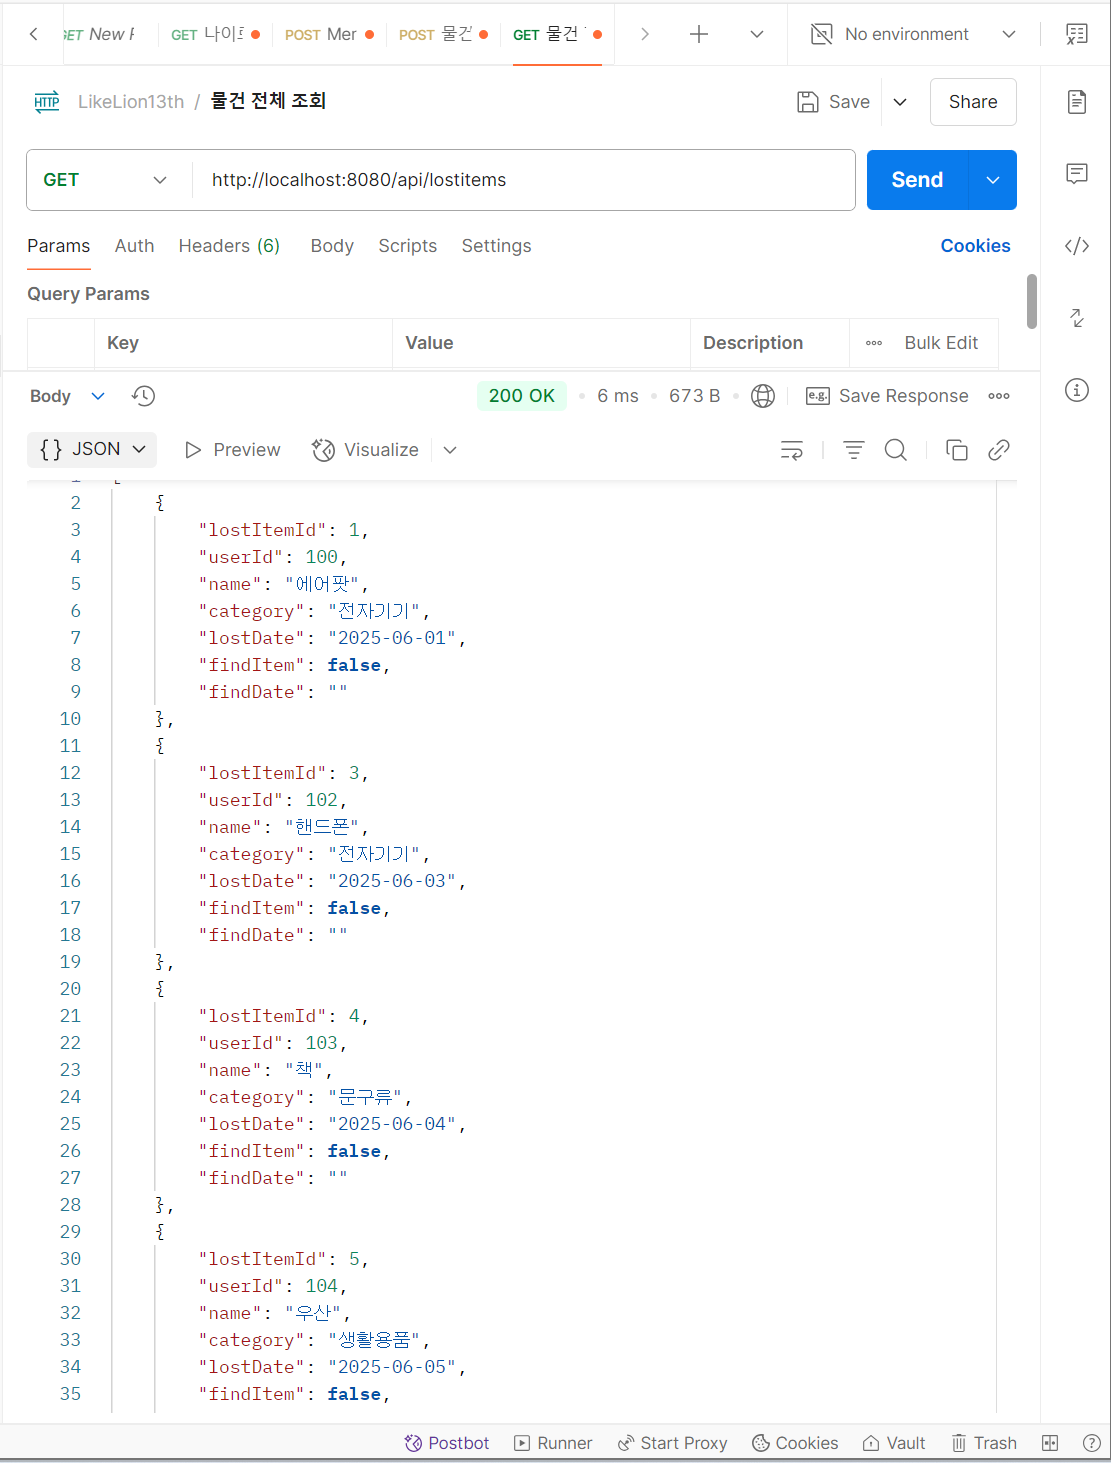 GET New
GET 나이
POST Mer
POST 물건
GET 물건
No environment
HTTP
LikeLion13th / 물건 전체 조회
Save
Share
GET
http://localhost:8080/api/lostitems
Send
Params
Auth
Headers (6)
Body
Scripts
Settings
Cookies
Query Params
Key
Value
Description
Bulk Edit
Body
200 OK
6 ms
673 B
e.g.
Save Response
{} JSON
Preview
Visualize
2 {
3 "lostItemId": 1,
4 "userId": 100,
5 "name": "에어팟",
6 "category": "전자기기",
7 "lostDate": "2025-06-01",
8 "findItem": false,
9 "findDate": ""
10 },
11 {
12 "lostItemId": 3,
13 "userId": 102,
14 "name": "핸드폰",
15 "category": "전자기기",
16 "lostDate": "2025-06-03",
17 "findItem": false,
18 "findDate": ""
19 },
20 {
21 "lostItemId": 4,
22 "userId": 103,
23 "name": "책",
24 "category": "문구류",
25 "lostDate": "2025-06-04",
26 "findItem": false,
27 "findDate": ""
28 },
29 {
30 "lostItemId": 5,
31 "userId": 104,
32 "name": "우산",
33 "category": "생활용품",
34 "lostDate": "2025-06-05",
35 "findItem": false,
Postbot
Runner
Start Proxy
Cookies
Vault
Trash